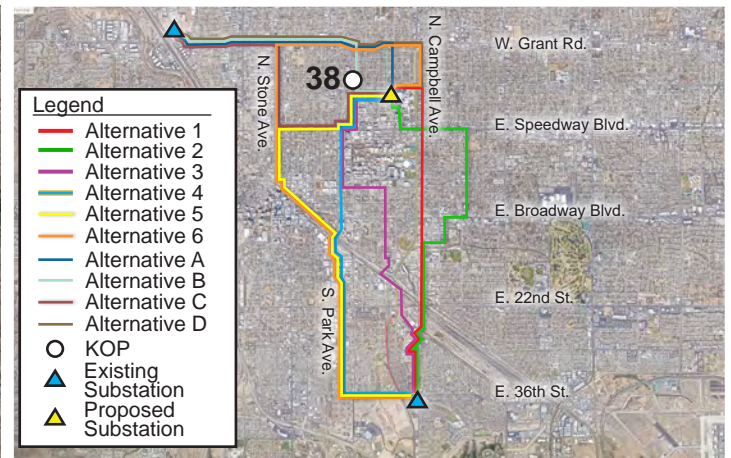 W. Grant Rd.
N. Campbell Ave.
38
N. Stone Ave.
Legend
Alternative 1
Alternative 2
Alternative 3
Alternative 4
Alternative 5
Alternative 6
Alternative A
Alternative B
Alternative C
Alternative D
KOP
Existing
Substation
Proposed
Substation
E. Speedway Blvd.
E. Broadway Blvd.
E. 22nd St.
S. Park Ave.
E. 36th St.